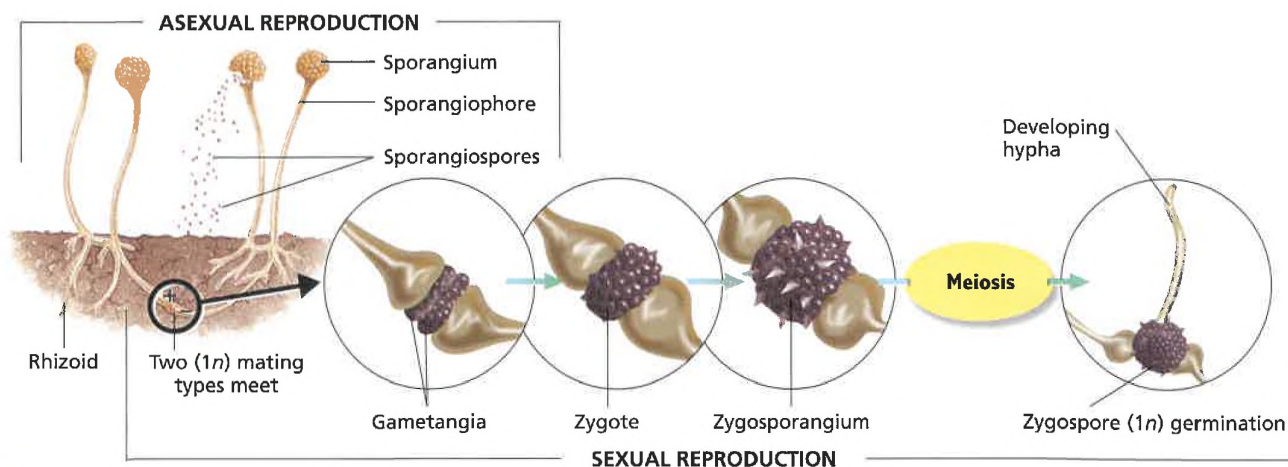 ASEXUAL REPRODUCTION
Sporangium
Sporangiophore
Sporangiospores
Developing
hypha
Meiosis
+
−
Rhizoid
Two (1n) mating
types meet
Gametangia
Zygote
Zygosporangium
Zygospore (1n) germination
SEXUAL REPRODUCTION